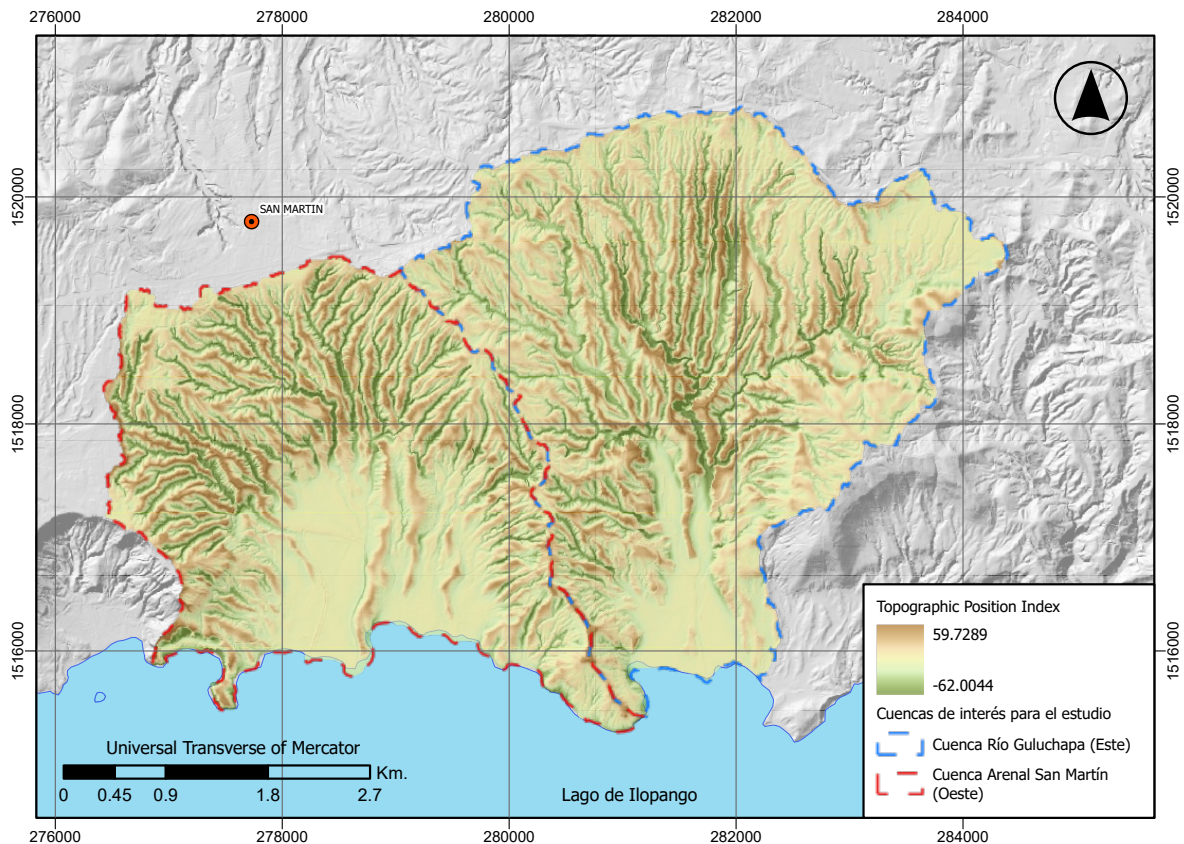 276000 278000 280000 282000 284000
1520000
1520000
SAN MARTIN
1518000
1518000
1516000
1516000
Topographic Position Index
59.7289
-62.0044
Cuencas de interés para el estudio
Cuenca Río Guluchapa (Este)
Cuenca Arenal San Martín
(Oeste)
Universal Transverse of Mercator
Km.
0 0.45 0.9 1.8 2.7
Lago de Ilopango
276000 278000 280000 282000 284000